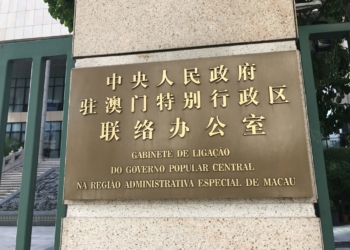 中央人民政府
驻澳门特别行政区
联络办公室
GABINETE DE LIGAÇÃO
DO GOVERNO POPULAR CENTRAL
NA REGIÃO ADMINISTRATIVA ESPECIAL DE MACAU